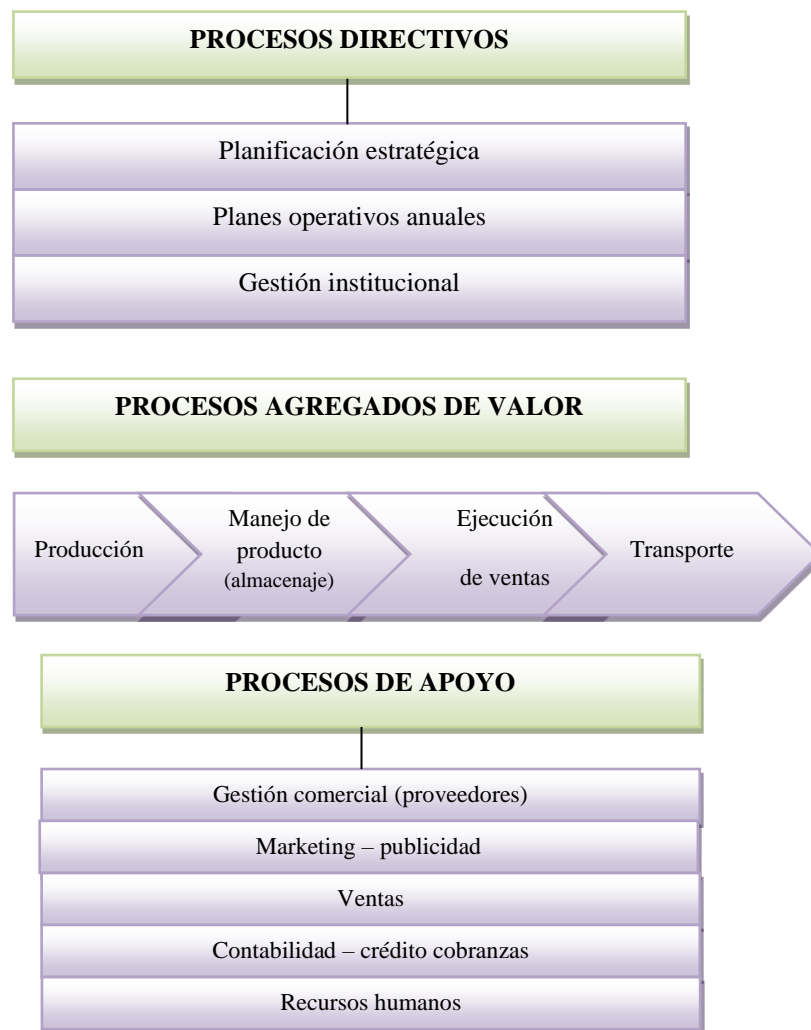 PROCESOS DIRECTIVOS
Planificación estratégica
Planes operativos anuales
Gestión institucional
PROCESOS AGREGADOS DE VALOR
Producción
Manejo de
producto
(almacenaje)
Ejecución
de ventas
Transporte
PROCESOS DE APOYO
Gestión comercial (proveedores)
Marketing – publicidad
Ventas
Contabilidad – crédito cobranzas
Recursos humanos